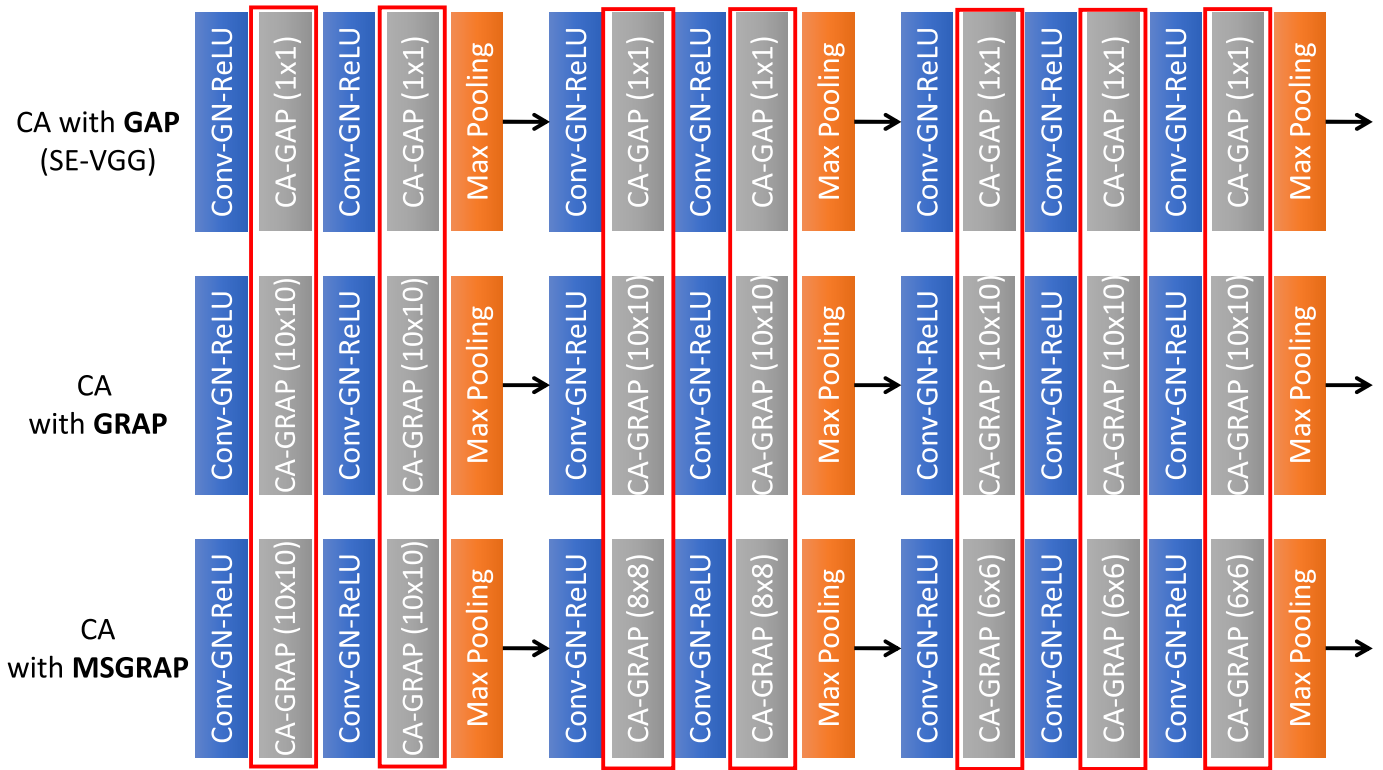 CA with GAP
(SE-VGG)
Conv-GN-ReLU
CA-GAP (1x1)
Conv-GN-ReLU
CA-GAP (1x1)
Max Pooling
Conv-GN-ReLU
CA-GAP (1x1)
Conv-GN-ReLU
CA-GAP (1x1)
Max Pooling
Conv-GN-ReLU
CA-GAP (1x1)
Conv-GN-ReLU
CA-GAP (1x1)
Conv-GN-ReLU
CA-GAP (1x1)
Max Pooling
CA
with GRAP
Conv-GN-ReLU
CA-GRAP (10x10)
Conv-GN-ReLU
CA-GRAP (10x10)
Max Pooling
Conv-GN-ReLU
CA-GRAP (10x10)
Conv-GN-ReLU
CA-GRAP (10x10)
Max Pooling
Conv-GN-ReLU
CA-GRAP (10x10)
Conv-GN-ReLU
CA-GRAP (10x10)
Conv-GN-ReLU
CA-GRAP (10x10)
Max Pooling
CA
with MSGRAP
Conv-GN-ReLU
CA-GRAP (10x10)
Conv-GN-ReLU
CA-GRAP (10x10)
Max Pooling
Conv-GN-ReLU
CA-GRAP (8x8)
Conv-GN-ReLU
CA-GRAP (8x8)
Max Pooling
Conv-GN-ReLU
CA-GRAP (6x6)
Conv-GN-ReLU
CA-GRAP (6x6)
Conv-GN-ReLU
CA-GRAP (6x6)
Max Pooling